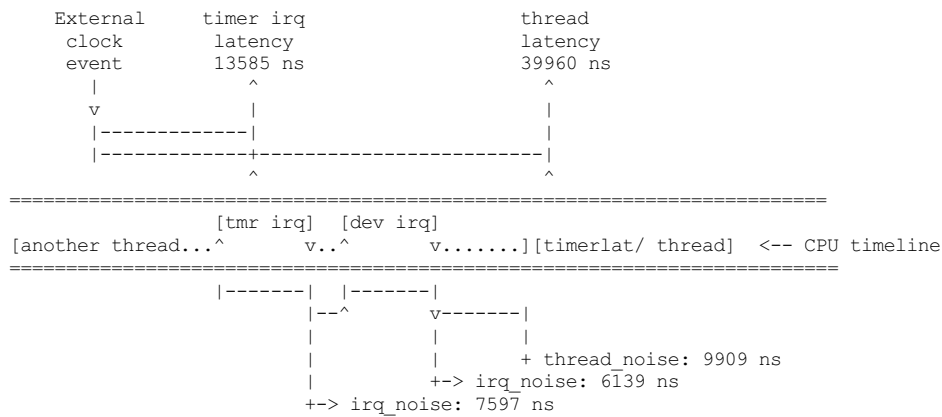 External     timer irq                   thread
     clock        latency                    latency
     event        13585 ns                   39960 ns
       |             ^                          ^
       v             |                          |
       |-------------|                          |
       |-------------+--------------------------|
                     ^                          ^
=========================================================================
                  [tmr irq]  [dev irq]
[another thread...^       v..^       v.......][timerlat/ thread]  <-- CPU timeline
=========================================================================
                  |-------|  |-------|
                          |--^       v-------|
                          |          |       |
                          |          |       + thread_noise: 9909 ns
                          |          +-> irq_noise: 6139 ns
                          +-> irq_noise: 7597 ns